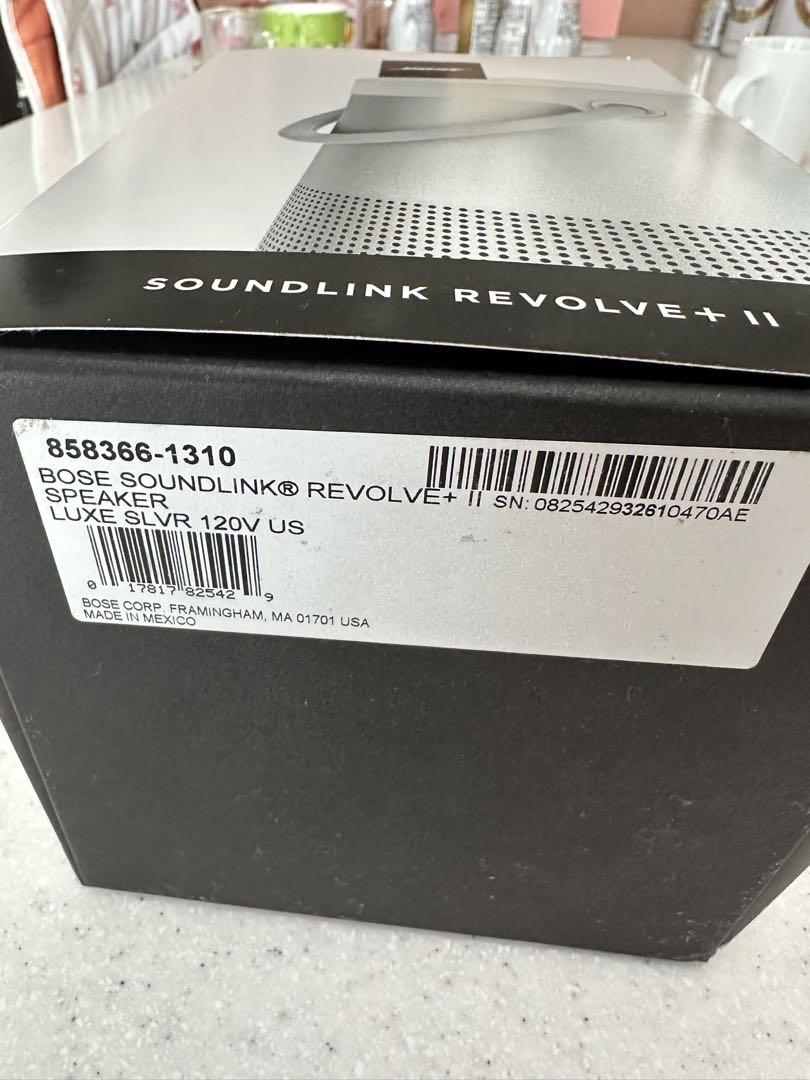 SOUNDLINK REVOLVE+ II
858366-1310
BOSE SOUNDLINK® REVOLVE+ II
SPEAKER
LUXE SLVR 120V US
SN: 082542932610470AE
0 17817 82542 9
BOSE CORP. FRAMINGHAM, MA 01701 USA
MADE IN MEXICO